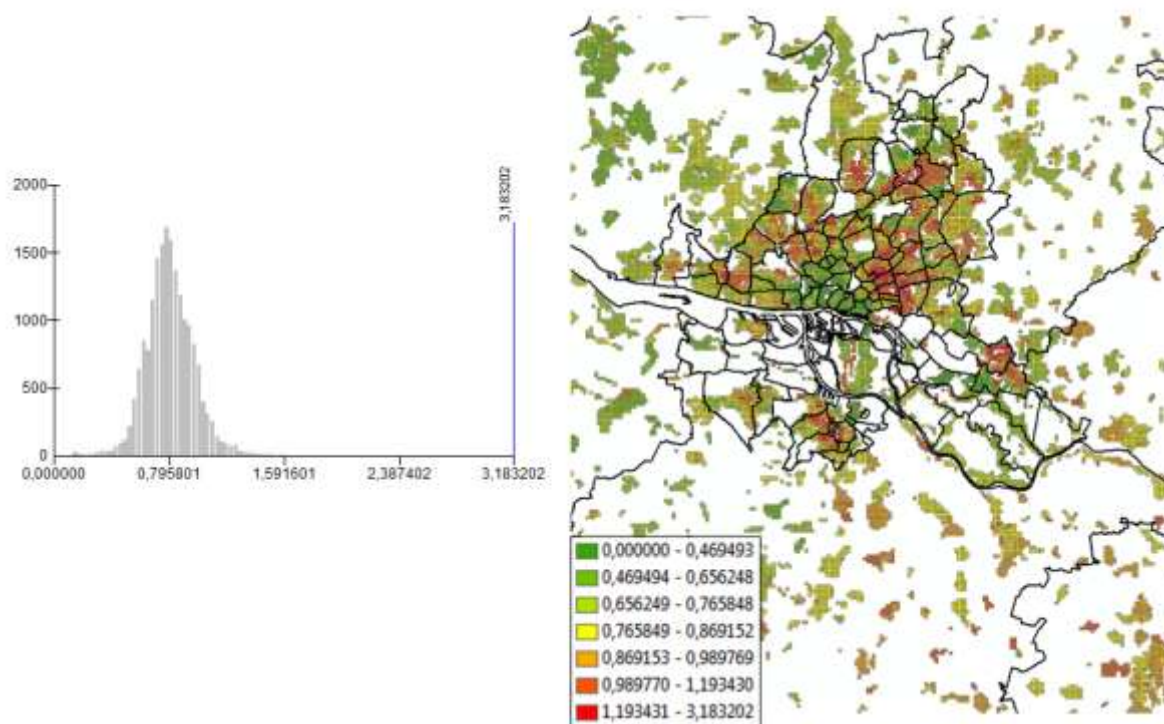 3,183202
2000
1500
1000
500
0
0,000000 0,795801 1,591601 2,387402 3,183202
0,000000 - 0,469493
0,469494 - 0,656248
0,656249 - 0,765848
0,765849 - 0,869152
0,869153 - 0,989769
0,989770 - 1,193430
1,193431 - 3,183202